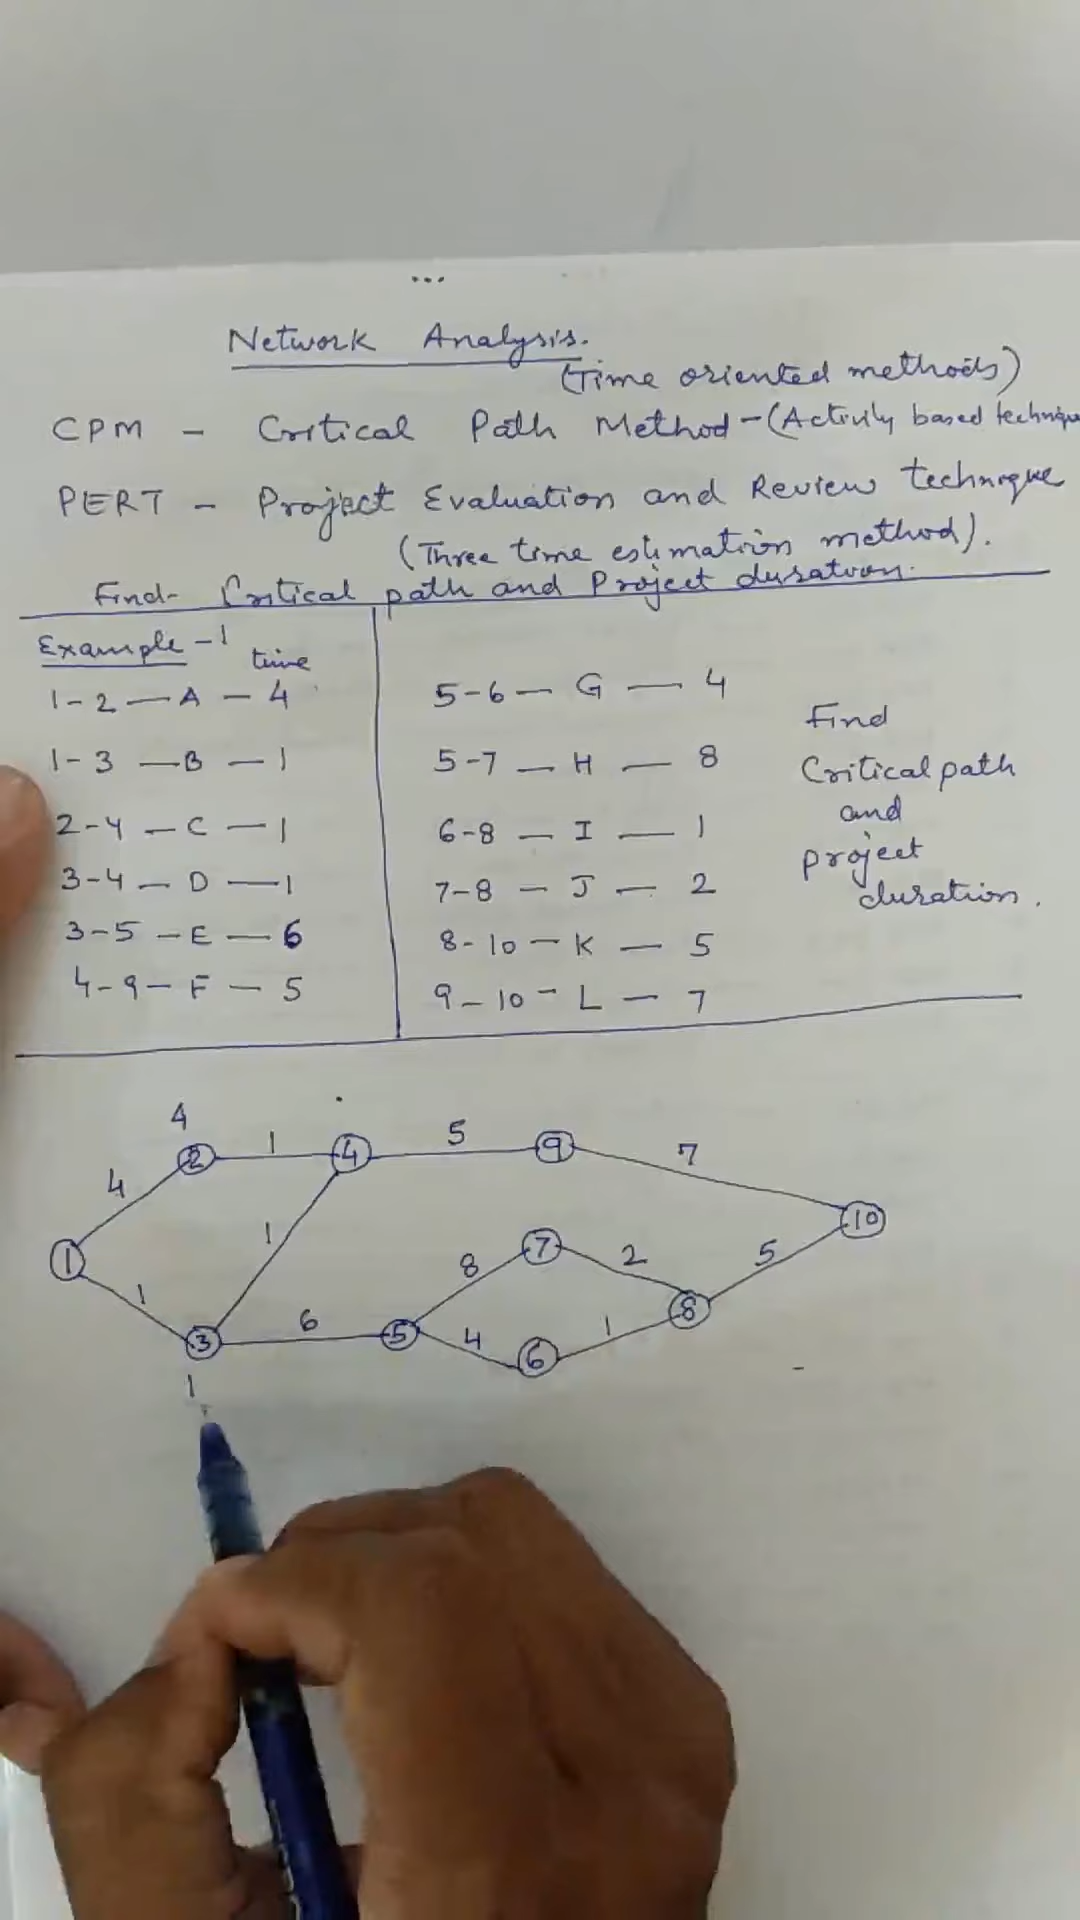 Network Analysis.
(Time oriented methods)
CPM - Critical Path Method - (Activity based technique
PERT - Project Evaluation and Review technique
(Three time estimation method).
Find- Critical path and Project duration.
Example -1 time
1-2 — A — 4
1-3 — B — 1
2-4 — C — 1
3-4 — D — 1
3-5 — E — 6
4-9 — F — 5
5-6 — G — 4
5-7 — H — 8
6-8 — I — 1
7-8 — J — 2
8-10 — K — 5
9-10 — L — 7
Find
Critical path
and
project
duration.
4
2 1 4 5 9 7
4
1 1 7 2 5 10
8
1 3 6 5 4 6 1 8
1